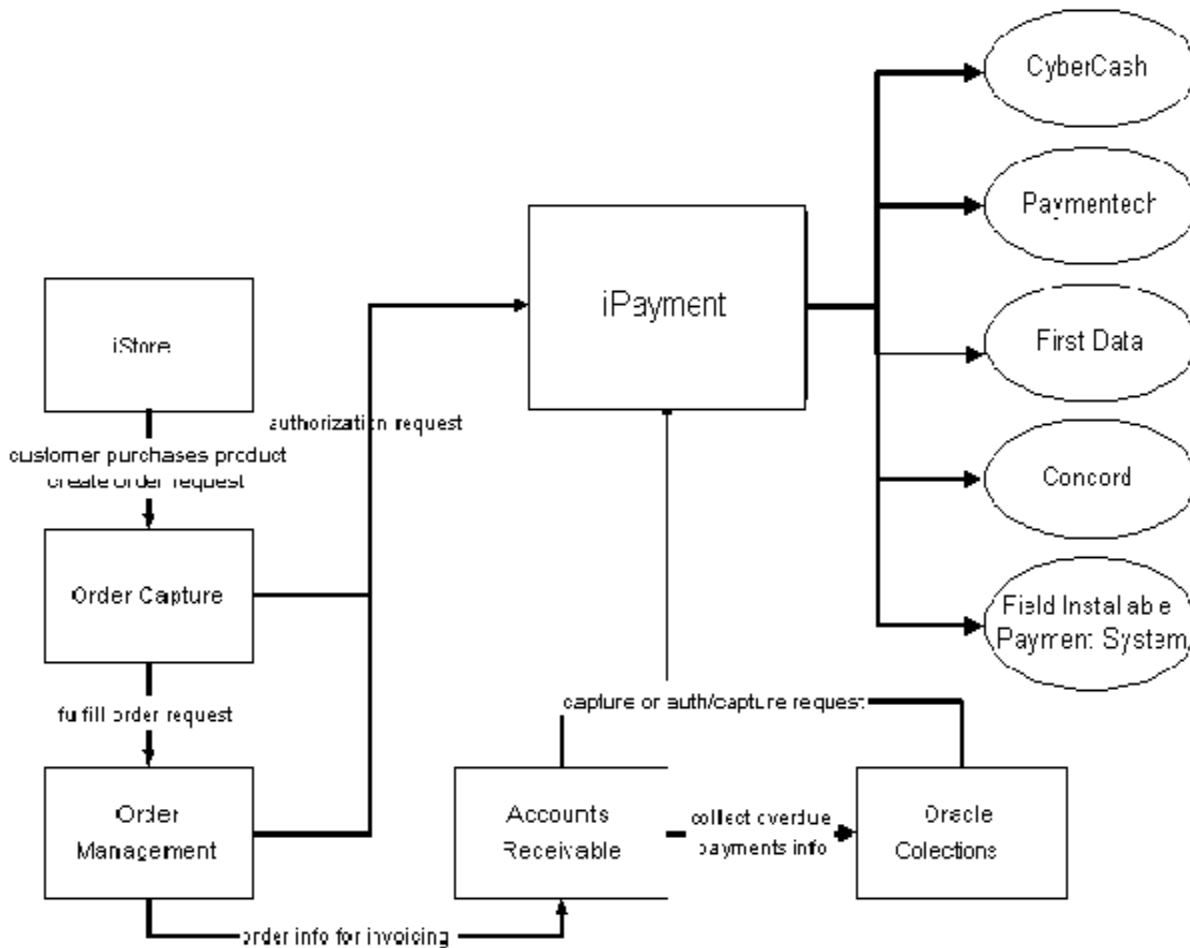 CyberCash
Paymentech
iPayment
iStore
First Data
authorization request
customer purchases product
create order request
Concord
Order Capture
Field Installable
Payment System
capture or auth/capture request
fulfill order request
Order
Management
Accounts
Receivable
collect overdue
payments info
Oracle
Colections
order info for invoicing